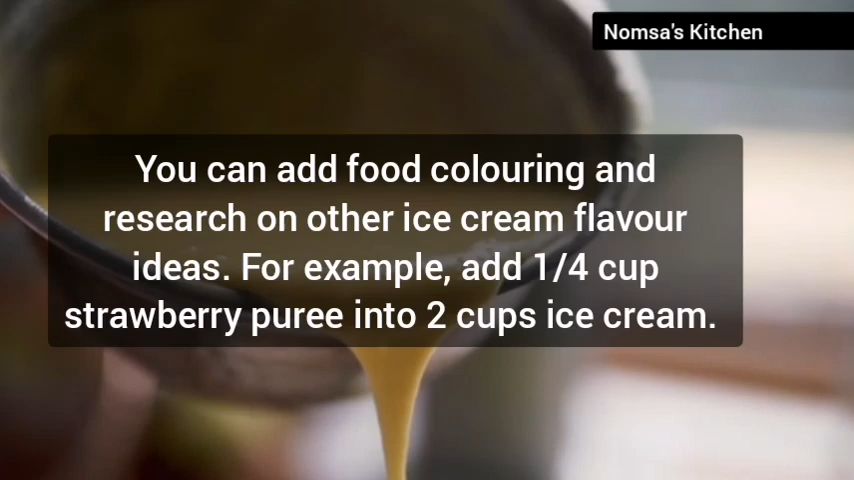 Nomsa's Kitchen
You can add food colouring and
research on other ice cream flavour
ideas. For example, add 1/4 cup
strawberry puree into 2 cups ice cream.